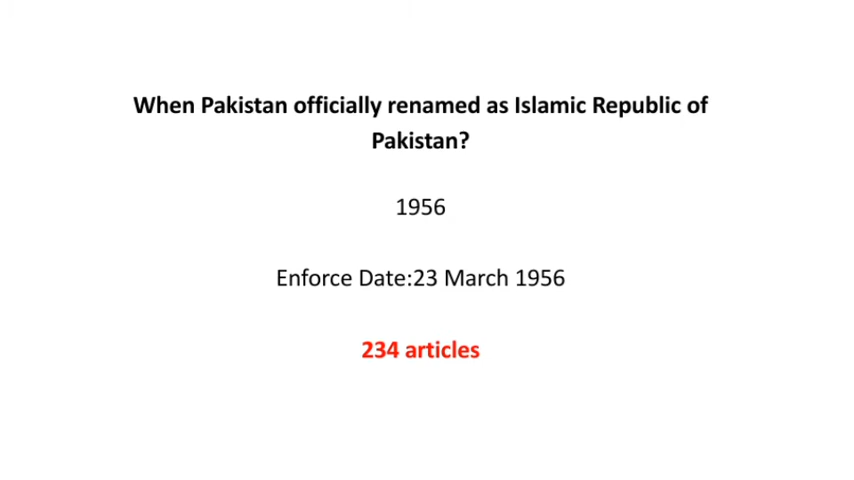 When Pakistan officially renamed as Islamic Republic of
Pakistan?
1956
Enforce Date:23 March 1956
234 articles